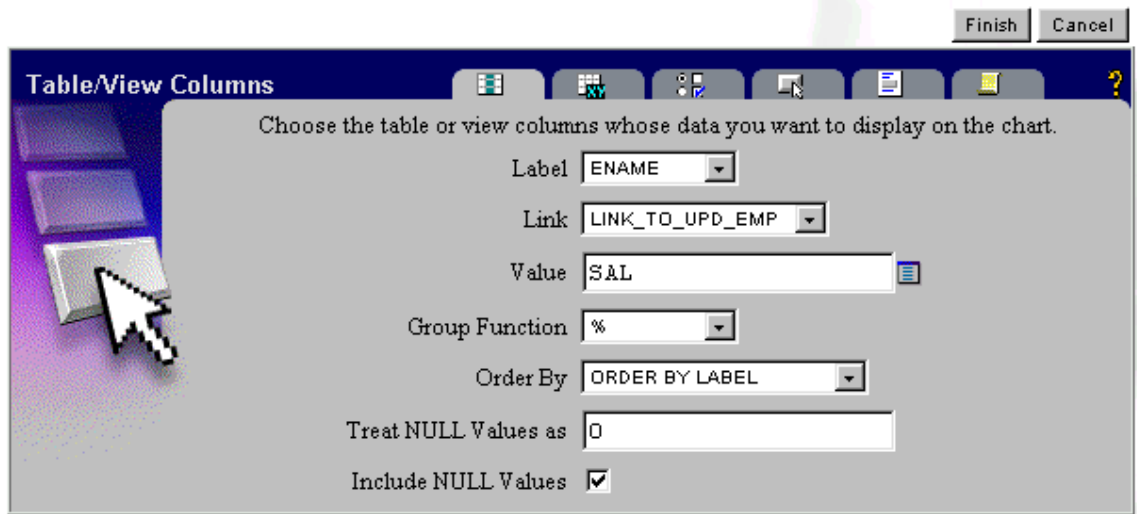 Finish Cancel
Table/View Columns XY ?
Choose the table or view columns whose data you want to display on the chart.
Label ENAME
Link LINK_TO_UPD_EMP
Value SAL
Group Function %
Order By ORDER BY LABEL
Treat NULL Values as 0
Include NULL Values